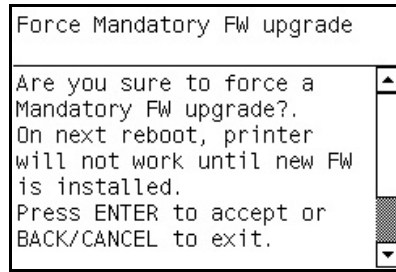 Force Mandatory FW upgrade
Are you sure to force a
Mandatory FW upgrade?.
On next reboot, printer
will not work until new FW
is installed.
Press ENTER to accept or
BACK/CANCEL to exit.